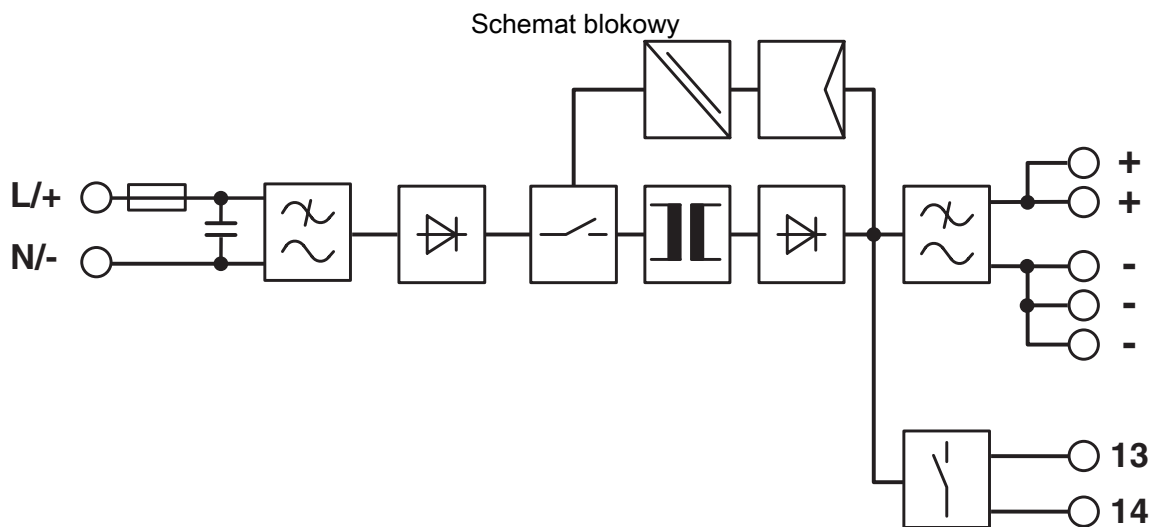 Schemat blokowy
L/+
N/-
+
+
-
-
-
13
14